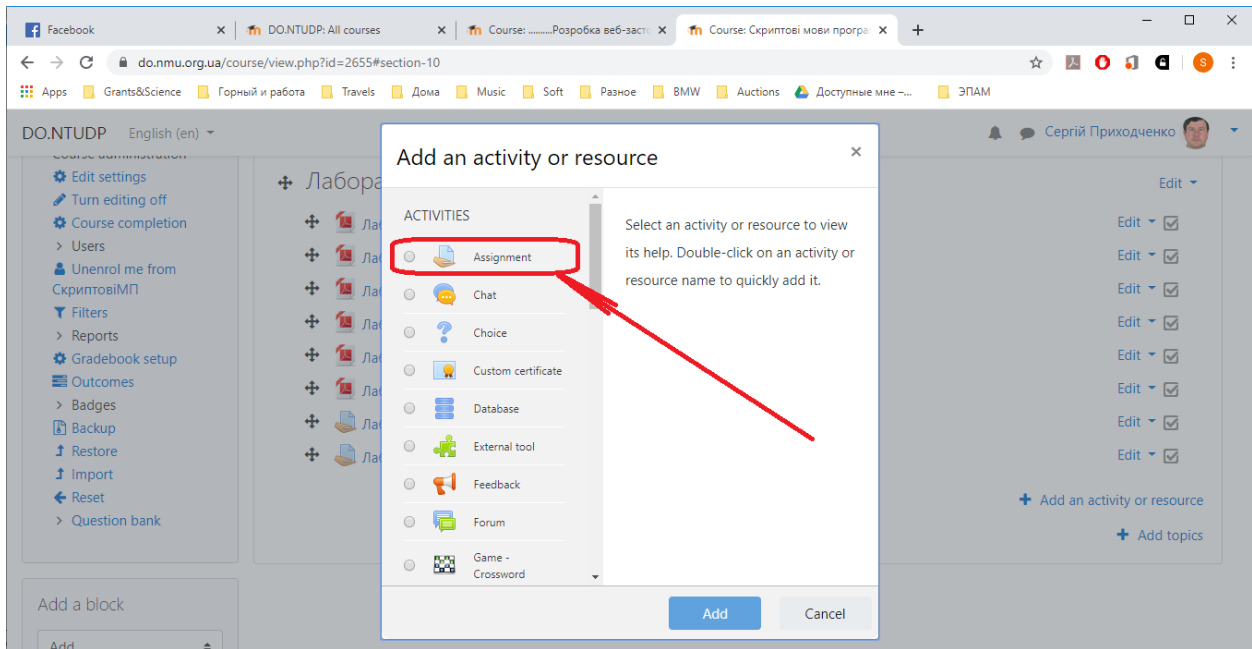 Facebook
DO.NTUDP: All courses
Course: .........Розробка веб-засто
Course: Скриптові мови програ
do.nmu.org.ua/course/view.php?id=2655#section-10
S
Apps Grants&Science Горный и работа Travels Дома Music Soft Разное BMW Auctions Доступные мне –... ЭПАМ
DO.NTUDP English (en) Сергій Приходченко
Course administration
Edit settings
Turn editing off
Course completion
Users
Unenrol me from
СкриптовіМП
Filters
Reports
Gradebook setup
Outcomes
Badges
Backup
Restore
Import
Reset
Question bank
Add a block
Add
Лабора
Edit
Edit
Edit
Edit
Edit
Edit
Edit
Edit
Edit
Add an activity or resource
Add topics
Add an activity or resource
ACTIVITIES
Assignment
Chat
Choice
Custom certificate
Database
External tool
Feedback
Forum
Game -
Crossword
Select an activity or resource to view
its help. Double-click on an activity or
resource name to quickly add it.
Add Cancel